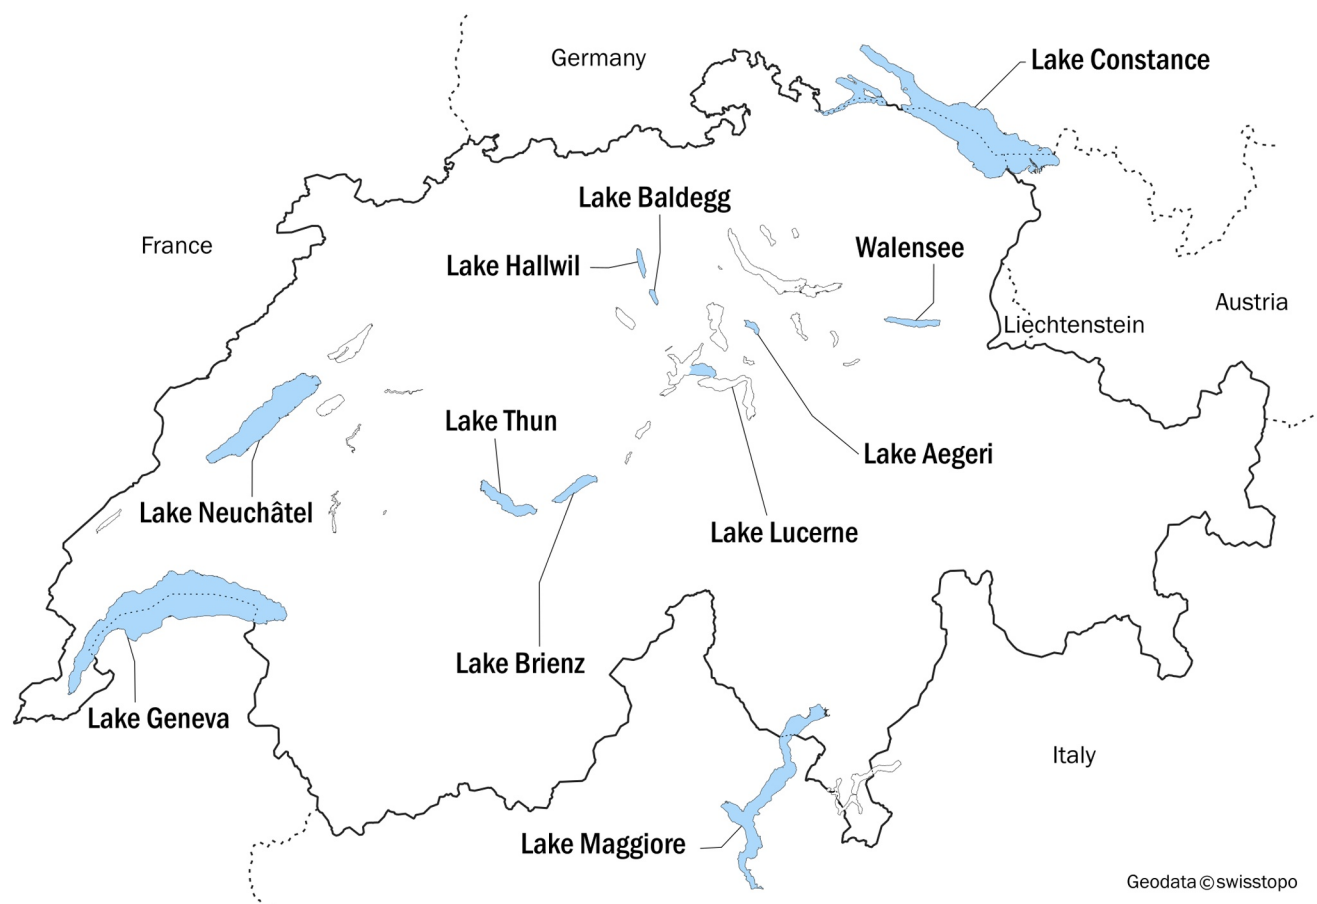 Germany
Lake Constance
Lake Baldegg
France
Walensee
Lake Hallwil
Austria
Liechtenstein
Lake Thun
Lake Aegeri
Lake Neuchâtel
Lake Lucerne
Lake Brienz
Lake Geneva
Italy
Lake Maggiore
Geodata©swisstopo